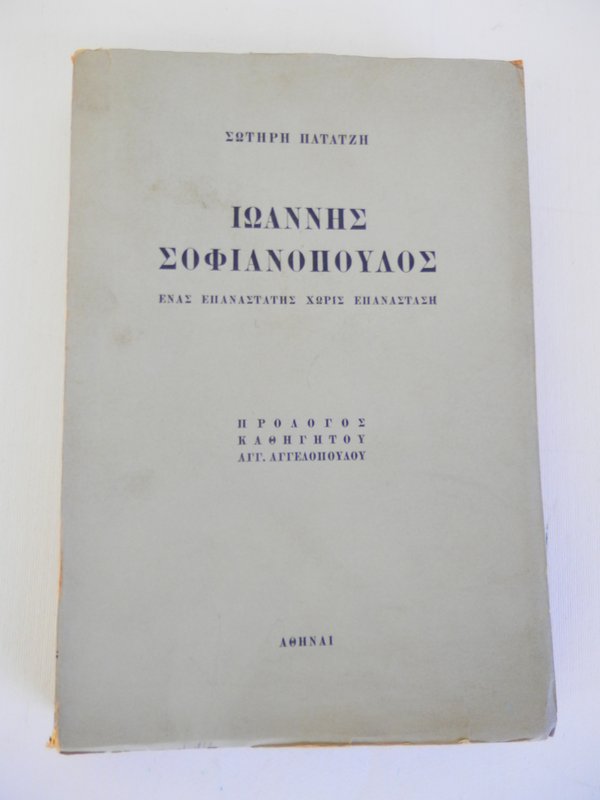 ΣΩΤΗΡΗ ΠΑΤΑΤΖΗ
ΙΩΑΝΝΗΣ
ΣΟΦΙΑΝΟΠΟΥΛΟΣ
ΕΝΑΣ ΕΠΑΝΑΣΤΑΤΗΣ ΧΩΡΙΣ ΕΠΑΝΑΣΤΑΣΗ
ΠΡΟΛΟΓΟΣ
ΚΑΘΗΓΗΤΟΥ
ΑΓΓ. ΑΓΓΕΛΟΠΟΥΛΟΥ
ΑΘΗΝΑΙ